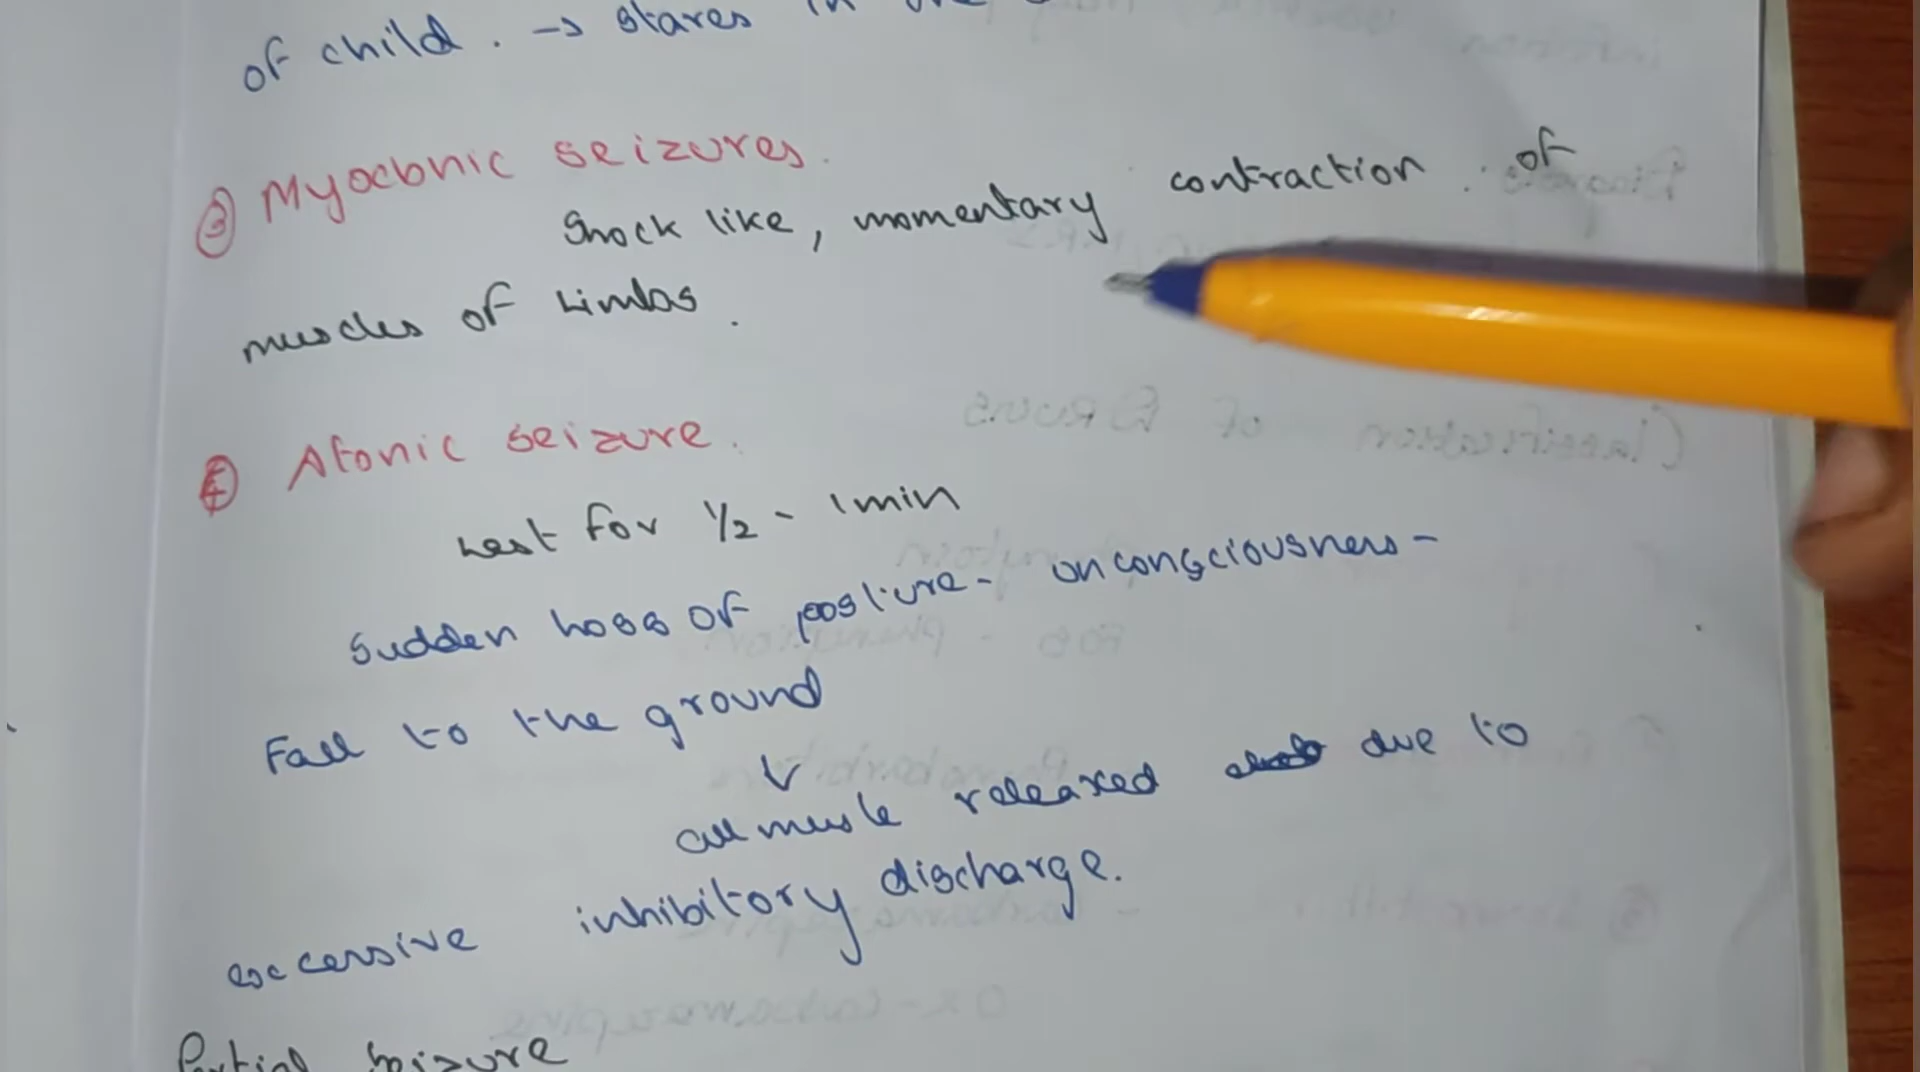 of child. → stares in
③ Myoclonic seizures.
Shock like, momentary contraction of
muscles of Limbs.
④ Atonic seizure.
Last for 1/2 - 1min
Sudden Loss of posture - unconsciousness -
Fall to the ground
↓
all muscle relaxed due to
excessive inhibitory discharge.
Partial Seizure